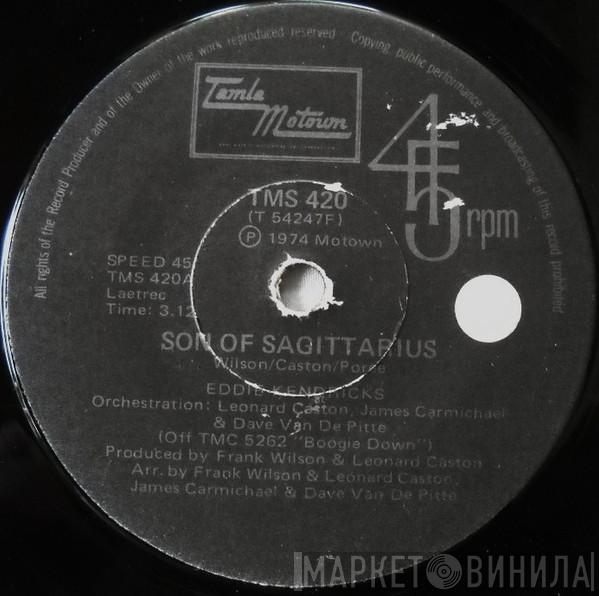 All rights of the Record Producer and of the Owner of the work reproduced reserved · Copying, public performance and broadcasting of this record prohibited
Tamla
Motown
45 rpm
TMS 420
(T 54247F)
Ⓟ 1974 Motown
SPEED 45
TMS 420A
Laetrec
Time: 3.12
SON OF SAGITTARIUS
Wilson/Caston/Poree
EDDIE KENDRICKS
Orchestration: Leonard Caston, James Carmichael
& Dave Van De Pitte
(Off TMC 5262 "Boogie Down")
Produced by Frank Wilson & Leonard Caston
Arr. by Frank Wilson & Leonard Caston,
James Carmichael & Dave Van De Pitte
МАРКЕТ ВИНИЛА